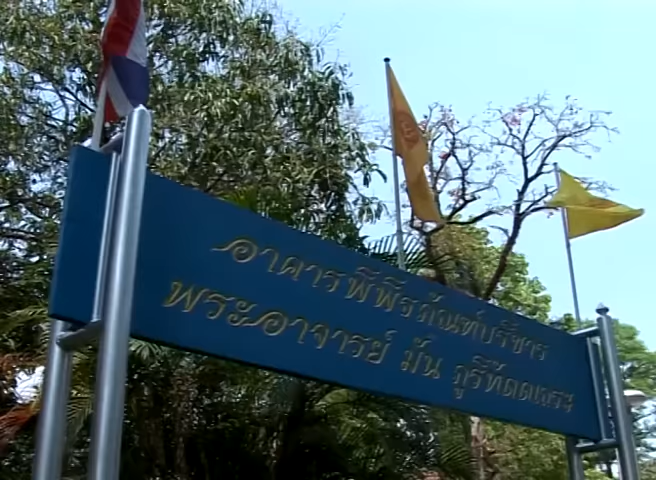 อาคารพิพิธภัณฑ์บริขาร
พระอาจารย์ มั่น ภูริทตฺตเถระ